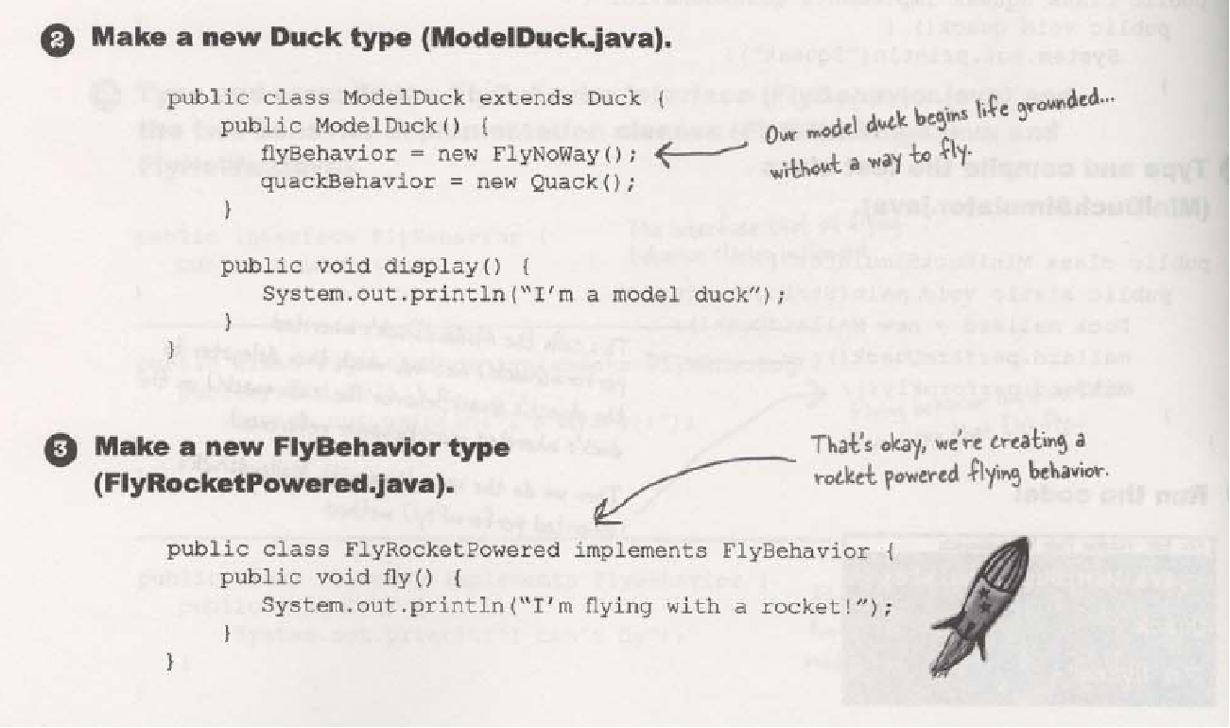 2 Make a new Duck type (ModelDuck.java).
public class ModelDuck extends Duck {
public ModelDuck() {
flyBehavior = new FlyNoWay();
quackBehavior = new Quack();
}
Our model duck begins life grounded...
without a way to fly.
public void display() {
System.out.println("I'm a model duck");
}
}
3 Make a new FlyBehavior type
(FlyRocketPowered.java).
That's okay, we're creating a
rocket powered flying behavior.
public class FlyRocketPowered implements FlyBehavior {
public void fly() {
System.out.println("I'm flying with a rocket!");
}
}